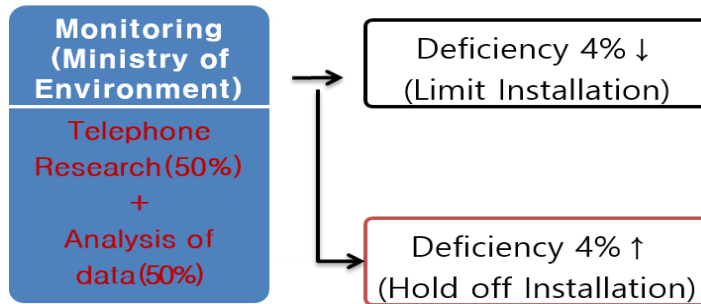 Monitoring
(Ministry of
Environment)
Telephone
Research(50%)
+
Analysis of
data(50%)
Deficiency 4%↓
(Limit Installation)
Deficiency 4%↑
(Hold off Installation)